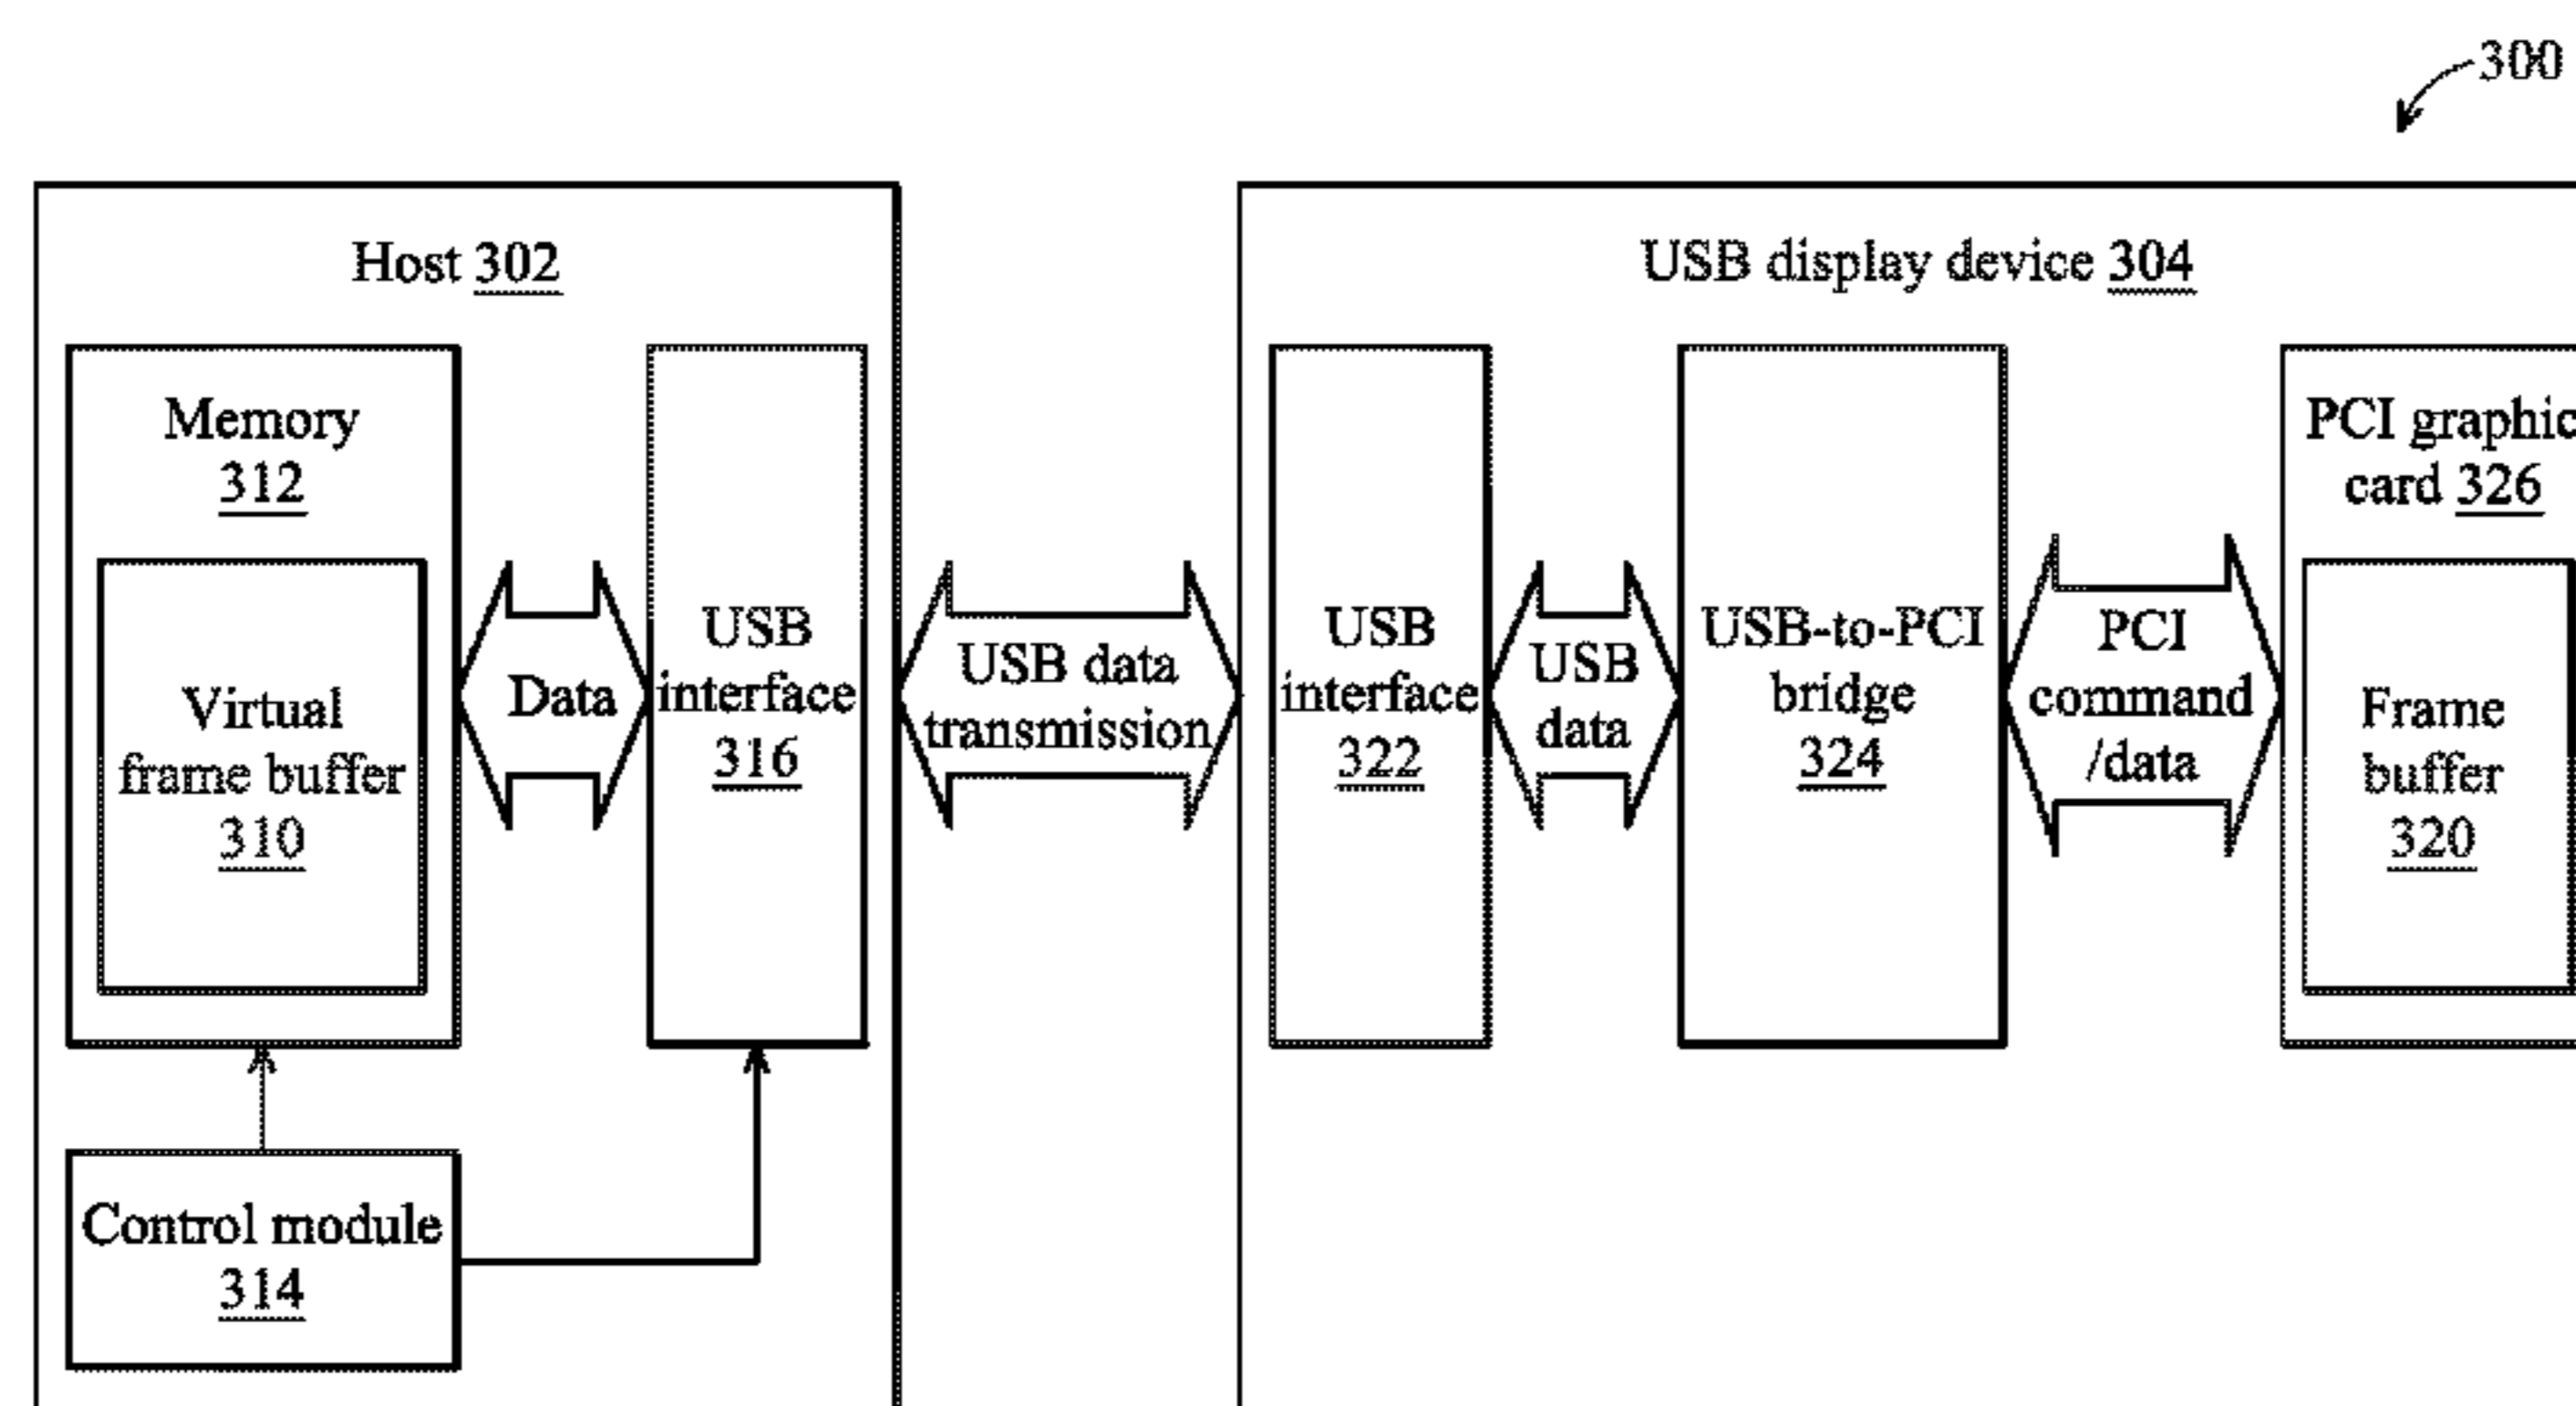 300
Host 302
USB display device 304
Memory
312
Virtual
frame buffer
310
Data
USB
interface
316
USB data
transmission
USB
interface
322
USB
data
USB-to-PCI
bridge
324
PCI
command
/data
PCI graphic
card 326
Frame
buffer
320
Control module
314